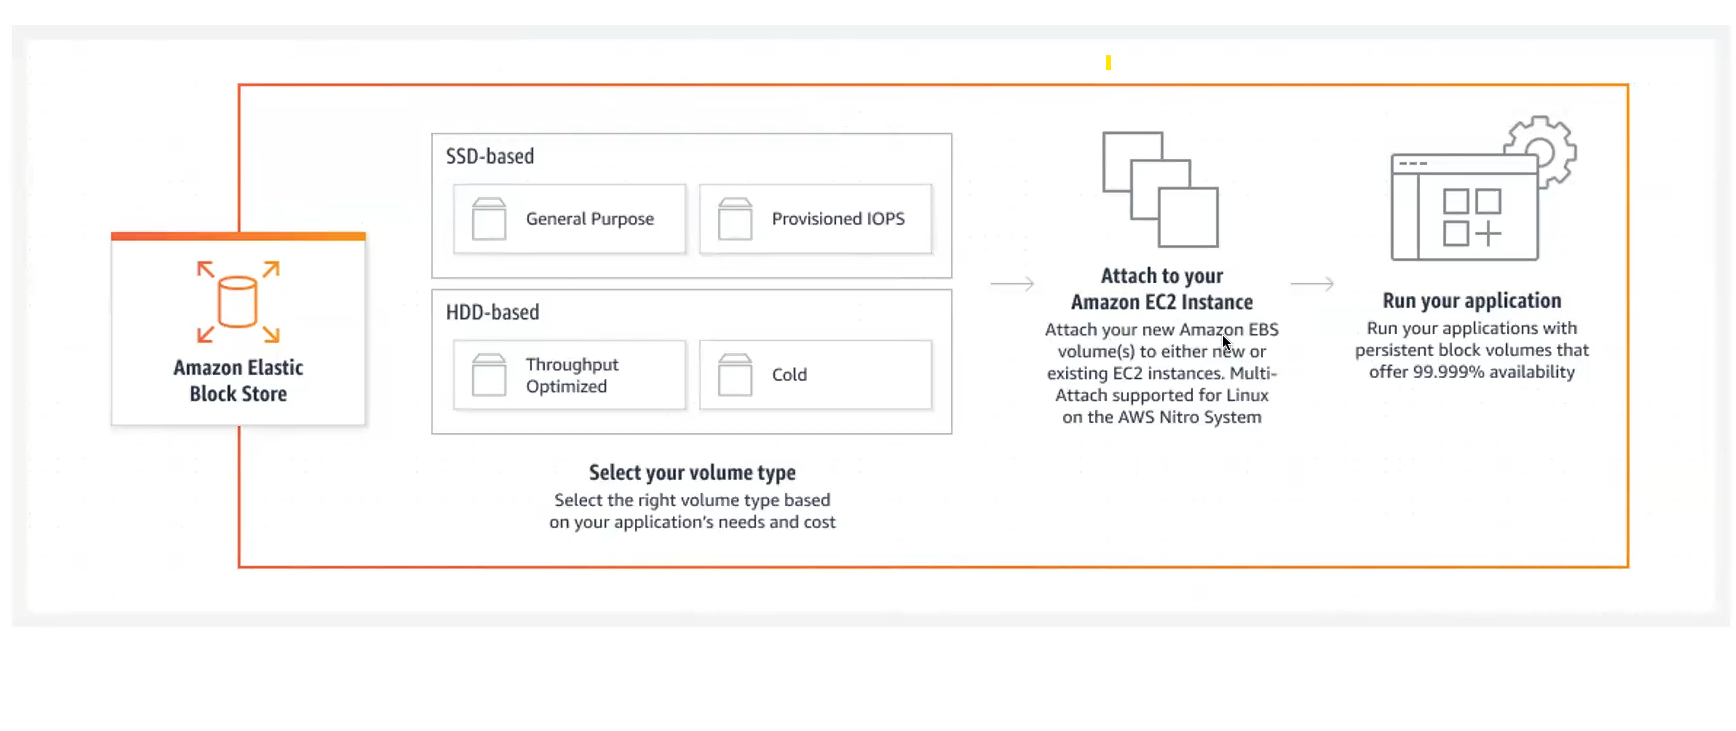 Amazon Elastic
Block Store
SSD-based
General Purpose
Provisioned IOPS
HDD-based
Throughput
Optimized
Cold
Select your volume type
Select the right volume type based
on your application's needs and cost
Attach to your
Amazon EC2 Instance
Attach your new Amazon EBS
volume(s) to either new or
existing EC2 instances. Multi-
Attach supported for Linux
on the AWS Nitro System
Run your application
Run your applications with
persistent block volumes that
offer 99.999% availability